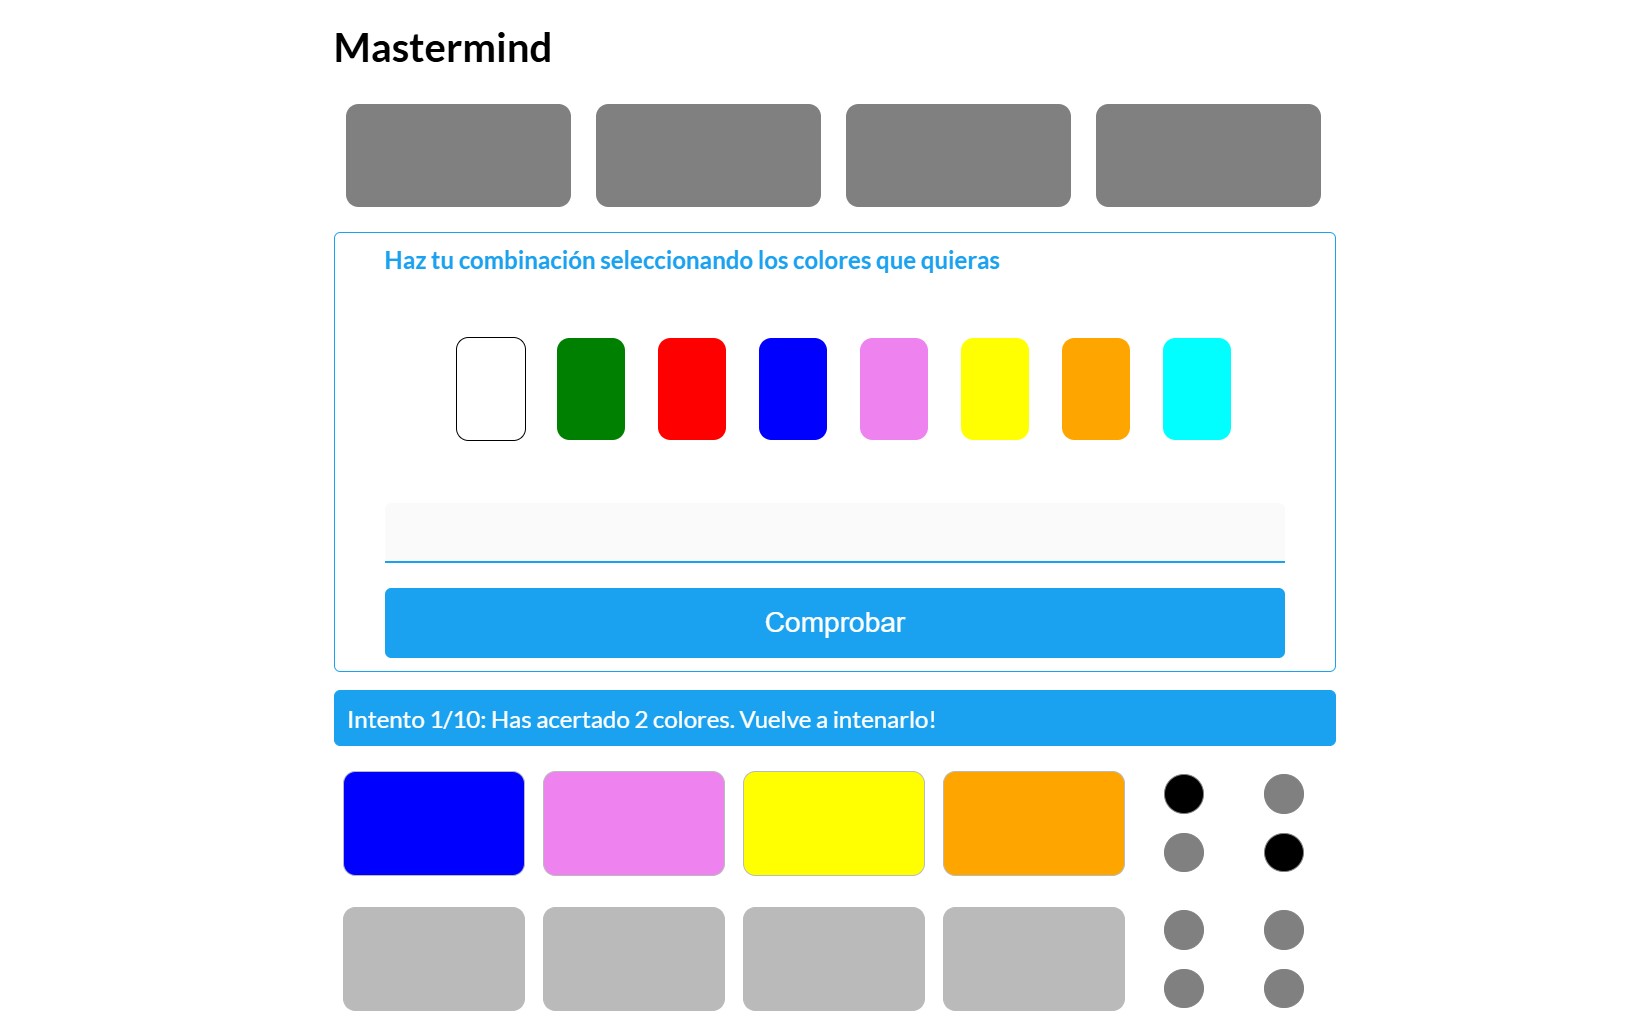 Mastermind
Haz tu combinación seleccionando los colores que quieras
Comprobar
Intento 1/10: Has acertado 2 colores. Vuelve a intenarlo!